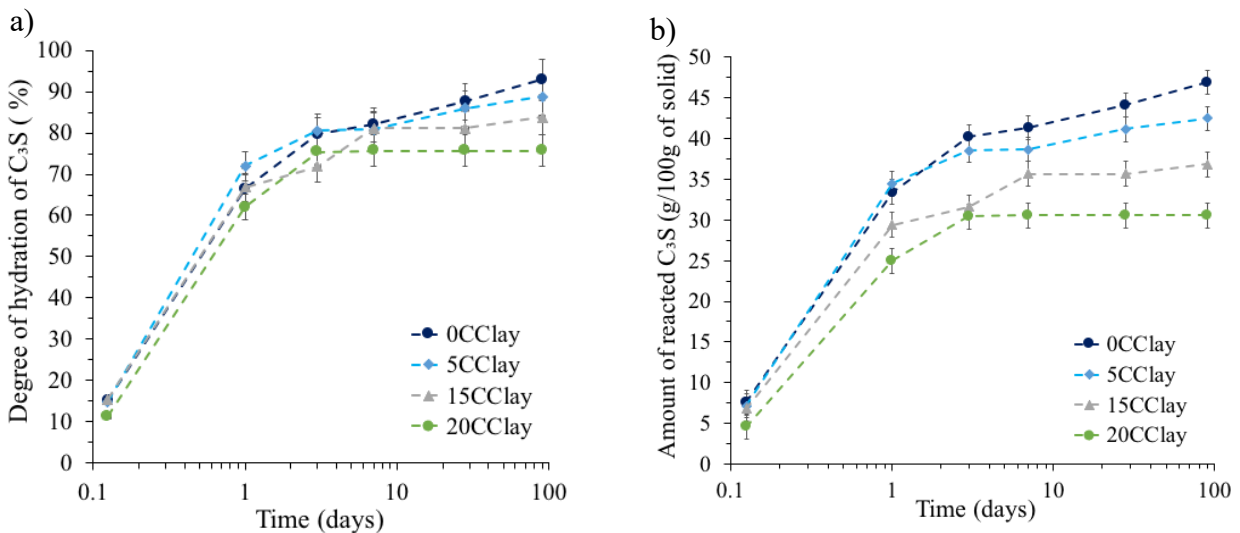 a)
Degree of hydration of C₃S ( %)
100
90
80
70
60
50
40
30
20
10
0
0.1
1
10
100
Time (days)
0CClay
5CClay
15CClay
20CClay
b)
Amount of reacted C₃S (g/100g of solid)
50
45
40
35
30
25
20
15
10
5
0
0.1
1
10
100
Time (days)
0CClay
5CClay
15CClay
20CClay